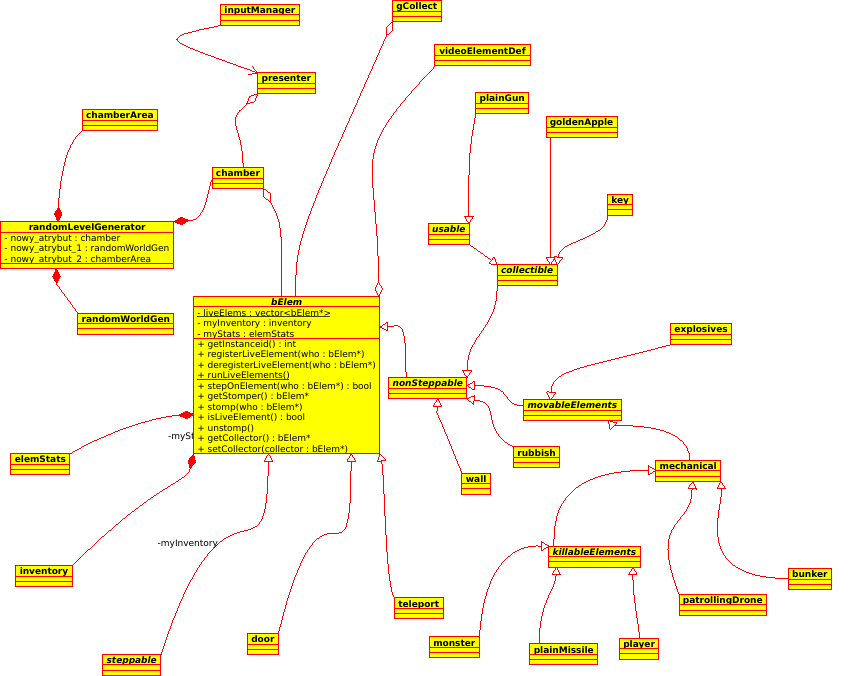 gCollect
inputManager
videoElementDef
presenter
plainGun
chamberArea
goldenApple
chamber
key
randomLevelGenerator
- nowy_atrybut : chamber
- nowy_atrybut_1 : randomWorldGen
- nowy_atrybut_2 : chamberArea
usable
collectible
randomWorldGen
bElem
- liveElems : vector<bElem*>
- myInventory : inventory
- myStats : elemStats
+ getInstanceid() : int
+ registerLiveElement(who : bElem*)
+ deregisterLiveElement(who : bElem*)
+ runLiveElements()
+ stepOnElement(who : bElem*) : bool
+ getStomper() : bElem*
+ stomp(who : bElem*)
+ isLiveElement() : bool
+ unstomp()
+ getCollector() : bElem*
+ setCollector(collector : bElem*)
explosives
nonSteppable
movableElements
-mySt
elemStats
rubbish
mechanical
wall
-myInventory
killableElements
inventory
bunker
teleport
patrollingDrone
door
monster
plainMissile
player
steppable